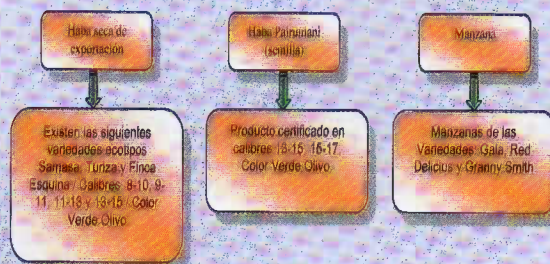 Haba seca de
exportación
Haba Pairumani
(semilla)
Manzana
Existen las siguientes
variedades ecotipos
Samasa, Turiza y Finca
Esquina / Calibres: 8-10, 9-
11, 11-13 y 13-15 / Color
Verde Olivo
Producto certificado en
calibres 13-15, 15-17,
Color Verde Olivo
Manzanas de las
Variedades: Gala, Red
Delicius y Granny Smith